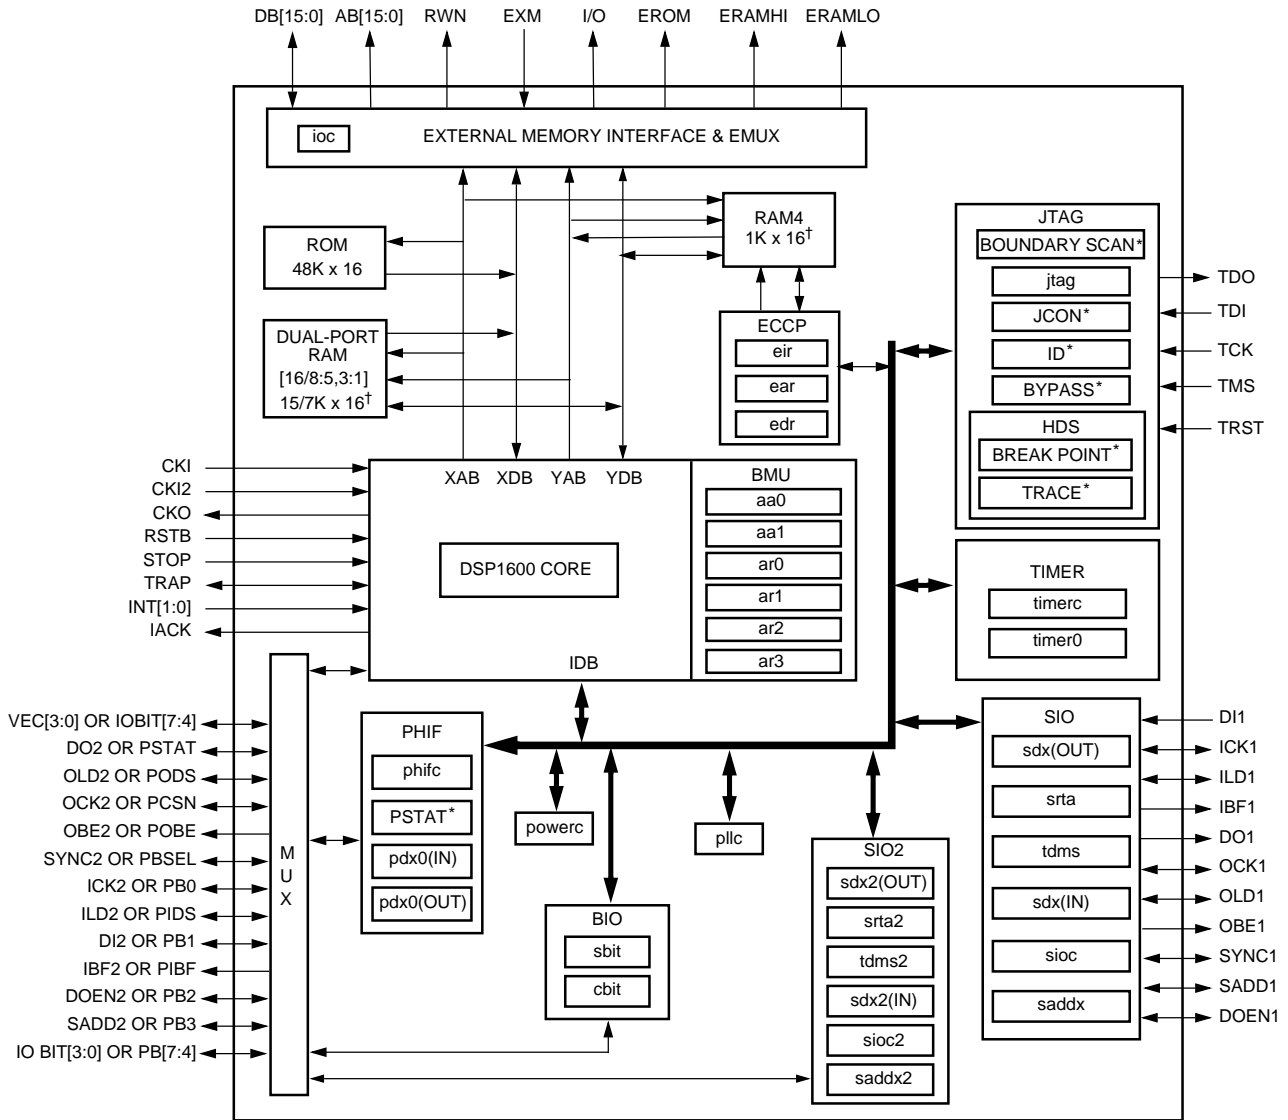 DB[15:0] AB[15:0] RWN EXM I/O EROM ERAMHI ERAMLO
ioc
EXTERNAL MEMORY INTERFACE & EMUX
ROM
48K x 16
RAM4
1K x 16†
DUAL-PORT
RAM
[16/8:5,3:1]
15/7K x 16†
ECCP
eir
ear
edr
JTAG
BOUNDARY SCAN*
jtag
JCON*
ID*
BYPASS*
HDS
BREAK POINT*
TRACE*
TDO
TDI
TCK
TMS
TRST
CKI
CKI2
CKO
RSTB
STOP
TRAP
INT[1:0]
IACK
XAB XDB YAB YDB
DSP1600 CORE
IDB
BMU
aa0
aa1
ar0
ar1
ar2
ar3
TIMER
timerc
timer0
VEC[3:0] OR IOBIT[7:4]
DO2 OR PSTAT
OLD2 OR PODS
OCK2 OR PCSN
OBE2 OR POBE
SYNC2 OR PBSEL
ICK2 OR PB0
ILD2 OR PIDS
DI2 OR PB1
IBF2 OR PIBF
DOEN2 OR PB2
SADD2 OR PB3
IO BIT[3:0] OR PB[7:4]
M
U
X
PHIF
phifc
PSTAT*
pdx0(IN)
pdx0(OUT)
powerc
pllc
BIO
sbit
cbit
SIO2
sdx2(OUT)
srta2
tdms2
sdx2(IN)
sioc2
saddx2
SIO
sdx(OUT)
srta
tdms
sdx(IN)
sioc
saddx
DI1
ICK1
ILD1
IBF1
DO1
OCK1
OLD1
OBE1
SYNC1
SADD1
DOEN1